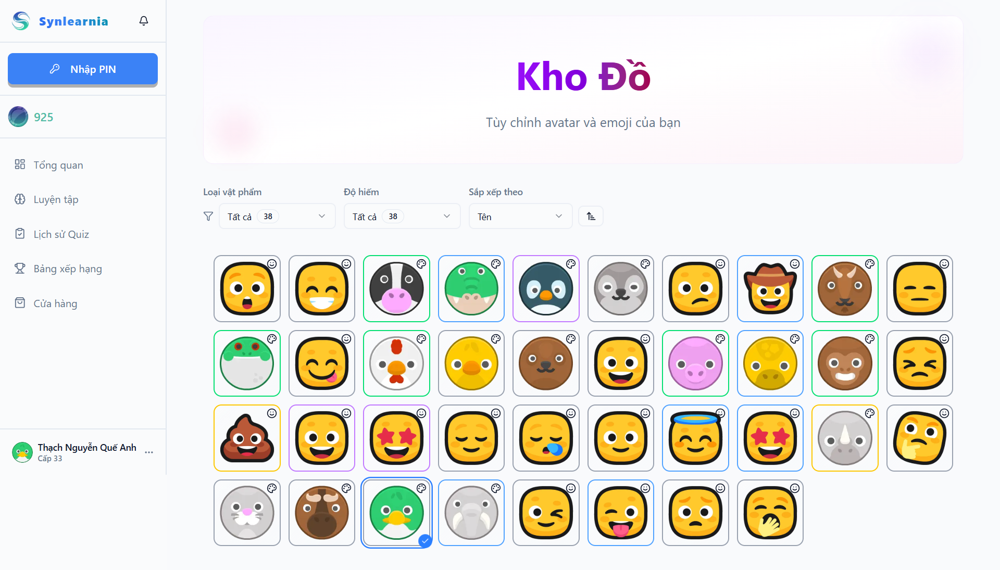 Synlearnia
Nhập PIN
925
Tổng quan
Luyện tập
Lịch sử Quiz
Bảng xếp hạng
Cửa hàng
Thạch Nguyễn Quế Anh
Cấp 33
Kho Đồ
Tùy chỉnh avatar và emoji của bạn
Loại vật phẩm
Độ hiếm
Sắp xếp theo
Tất cả 38
Tất cả 38
Tên